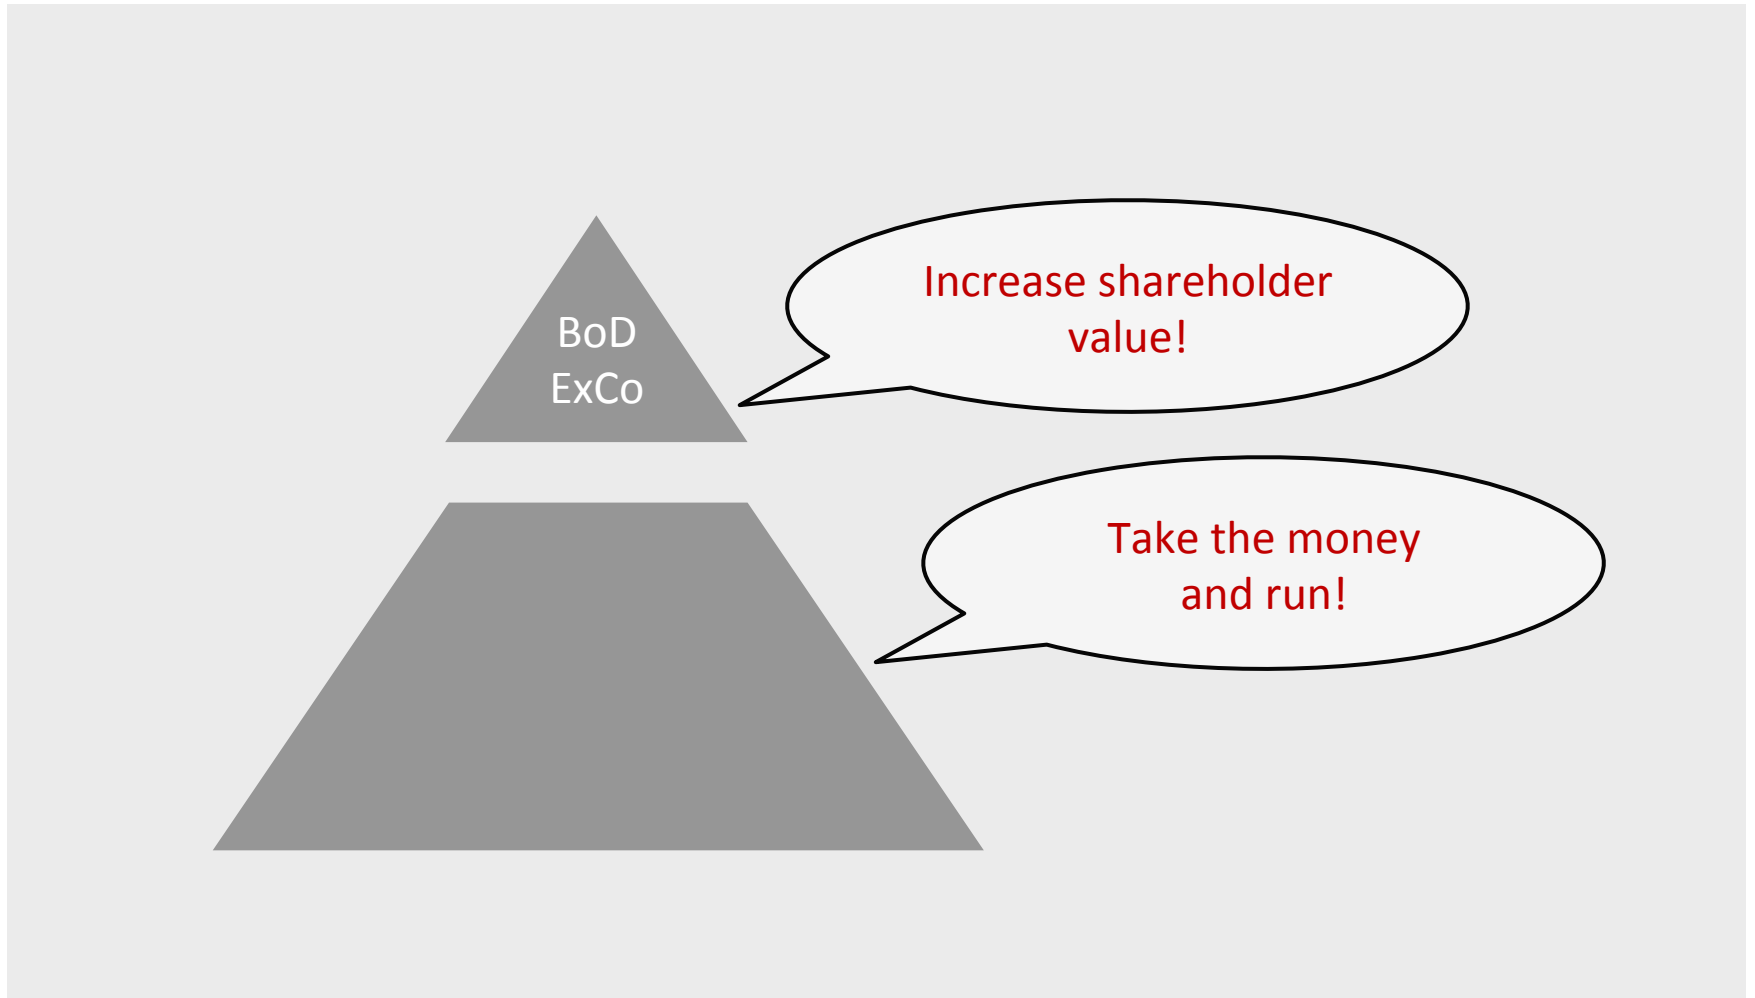 BoD
ExCo
Increase shareholder
value!
Take the money
and run!